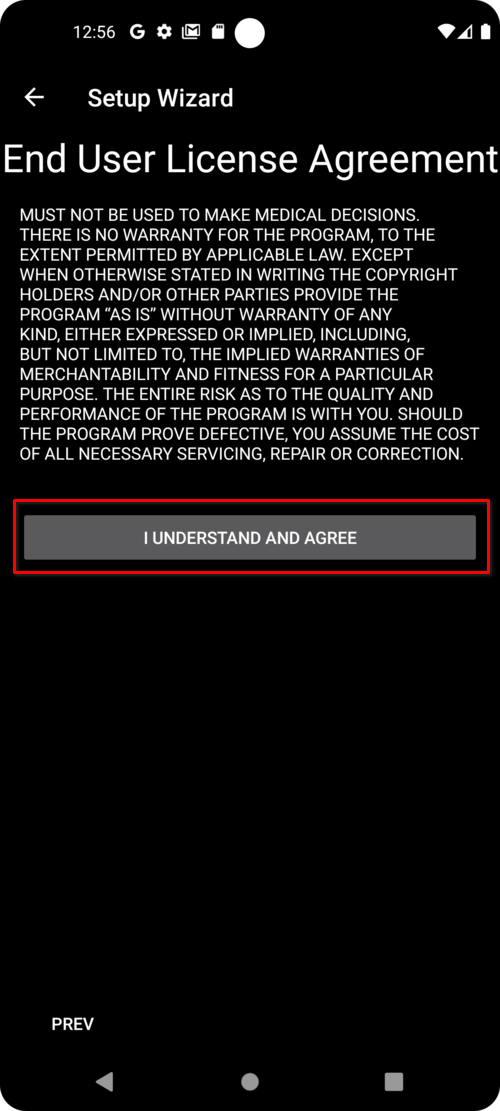 12:56
Setup Wizard
End User License Agreement
MUST NOT BE USED TO MAKE MEDICAL DECISIONS.
THERE IS NO WARRANTY FOR THE PROGRAM, TO THE
EXTENT PERMITTED BY APPLICABLE LAW. EXCEPT
WHEN OTHERWISE STATED IN WRITING THE COPYRIGHT
HOLDERS AND/OR OTHER PARTIES PROVIDE THE
PROGRAM “AS IS” WITHOUT WARRANTY OF ANY
KIND, EITHER EXPRESSED OR IMPLIED, INCLUDING,
BUT NOT LIMITED TO, THE IMPLIED WARRANTIES OF
MERCHANTABILITY AND FITNESS FOR A PARTICULAR
PURPOSE. THE ENTIRE RISK AS TO THE QUALITY AND
PERFORMANCE OF THE PROGRAM IS WITH YOU. SHOULD
THE PROGRAM PROVE DEFECTIVE, YOU ASSUME THE COST
OF ALL NECESSARY SERVICING, REPAIR OR CORRECTION.
I UNDERSTAND AND AGREE
PREV